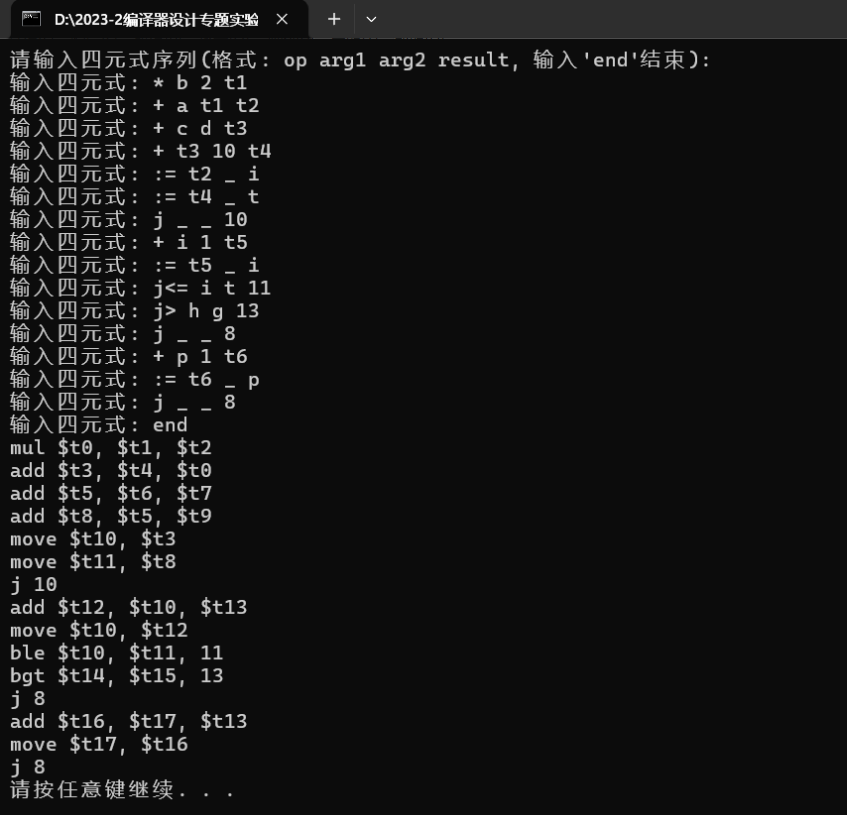 D:\2023-2编译器设计专题实验
请输入四元式序列(格式: op arg1 arg2 result, 输入'end'结束):
输入四元式: * b 2 t1
输入四元式: + a t1 t2
输入四元式: + c d t3
输入四元式: + t3 10 t4
输入四元式: := t2 _ i
输入四元式: := t4 _ t
输入四元式: j _ _ 10
输入四元式: + i 1 t5
输入四元式: := t5 _ i
输入四元式: j<= i t 11
输入四元式: j> h g 13
输入四元式: j _ _ 8
输入四元式: + p 1 t6
输入四元式: := t6 _ p
输入四元式: j _ _ 8
输入四元式: end
mul $t0, $t1, $t2
add $t3, $t4, $t0
add $t5, $t6, $t7
add $t8, $t5, $t9
move $t10, $t3
move $t11, $t8
j 10
add $t12, $t10, $t13
move $t10, $t12
ble $t10, $t11, 11
bgt $t14, $t15, 13
j 8
add $t16, $t17, $t13
move $t17, $t16
j 8
请按任意键继续. . .